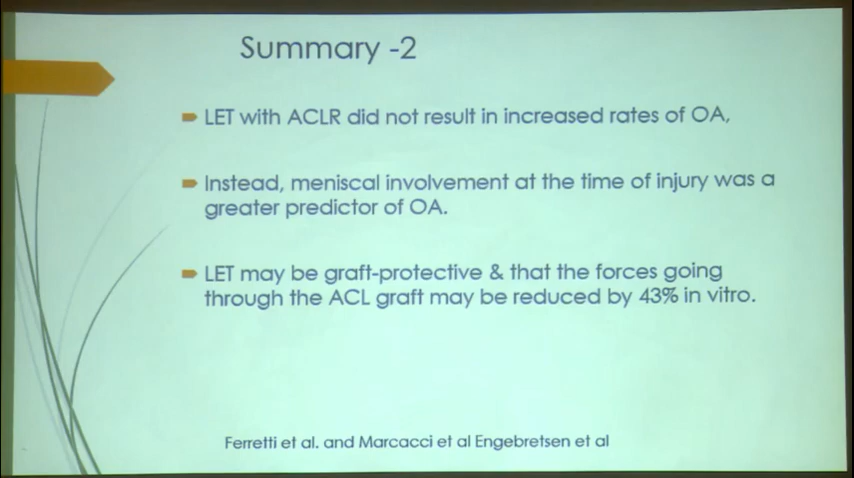 Summary -2
LET with ACLR did not result in increased rates of OA,
Instead, meniscal involvement at the time of injury was a
greater predictor of OA.
LET may be graft-protective & that the forces going
through the ACL graft may be reduced by 43% in vitro.
Ferretti et al. and Marcacci et al Engebretsen et al